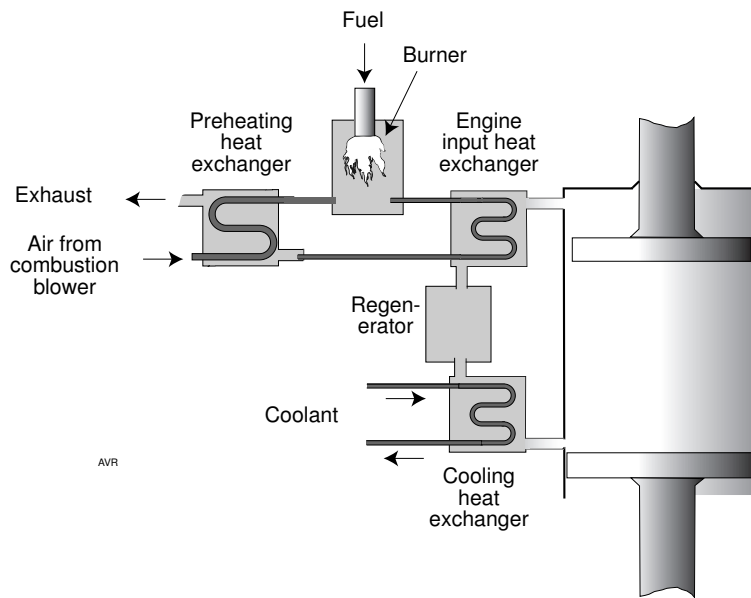 Fuel
Burner
Preheating
heat
exchanger
Engine
input heat
exchanger
Exhaust
Air from
combustion
blower
Regen-
erator
Coolant
AVR
Cooling
heat
exchanger